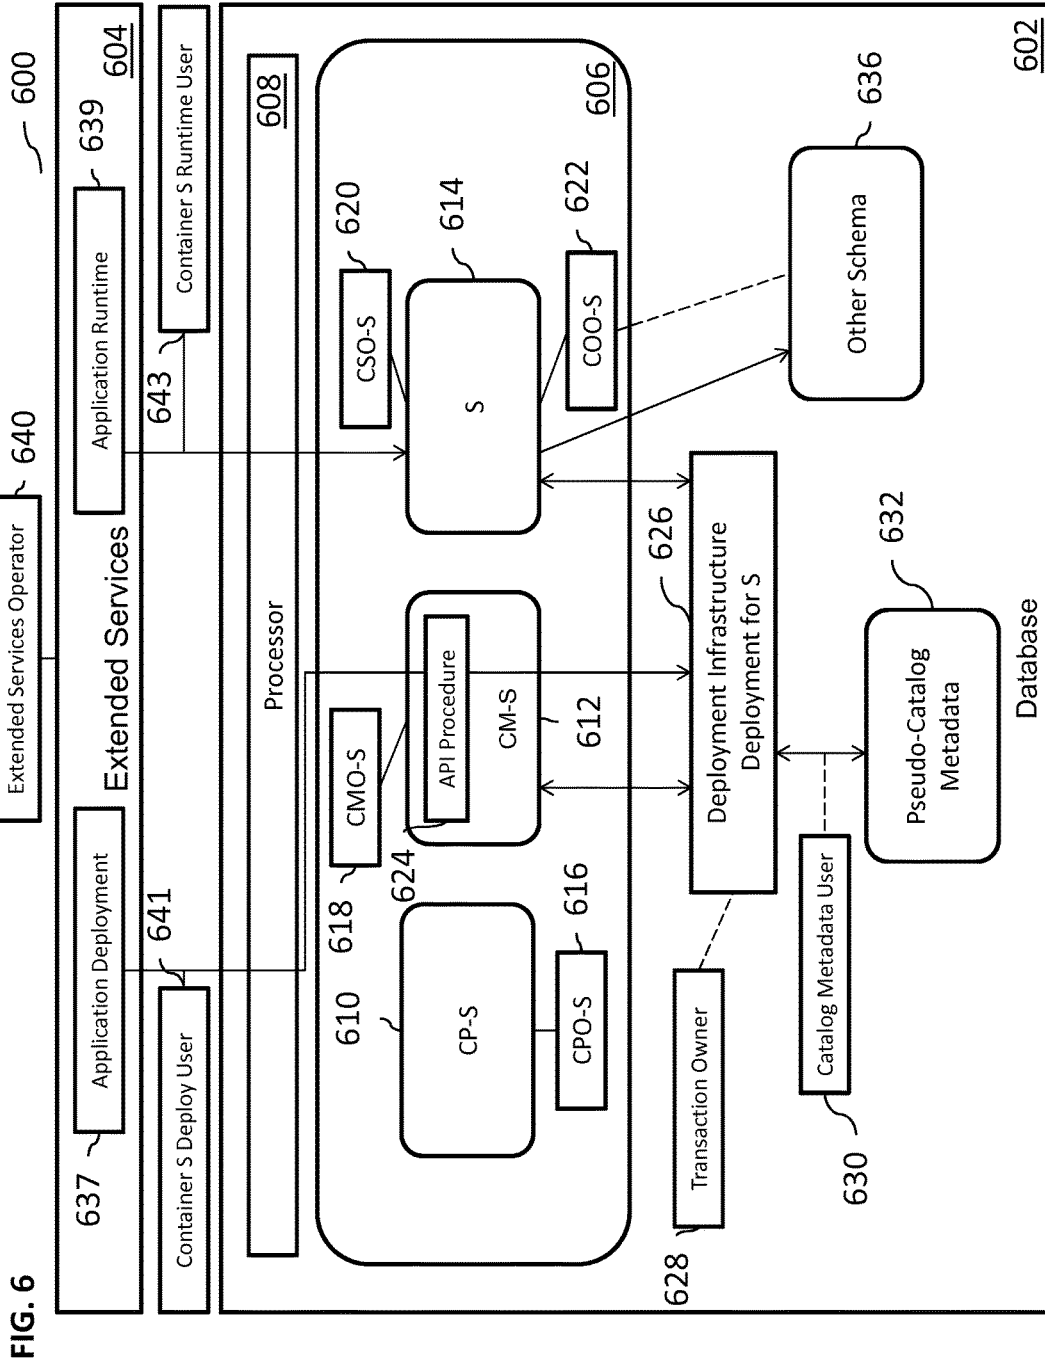 FIG. 6
600
Extended Services Operator
640
637
Application Deployment
Extended Services
Application Runtime
639
604
Container S Deploy User
641
643
Container S Runtime User
Processor
608
606
610
CP-S
CPO-S
616
618
CMO-S
624
API Procedure
CM-S
612
CSO-S
620
S
614
COO-S
622
628
Transaction Owner
626
Deployment Infrastructure
Deployment for S
630
Catalog Metadata User
632
Pseudo-Catalog
Metadata
Other Schema
636
Database
602